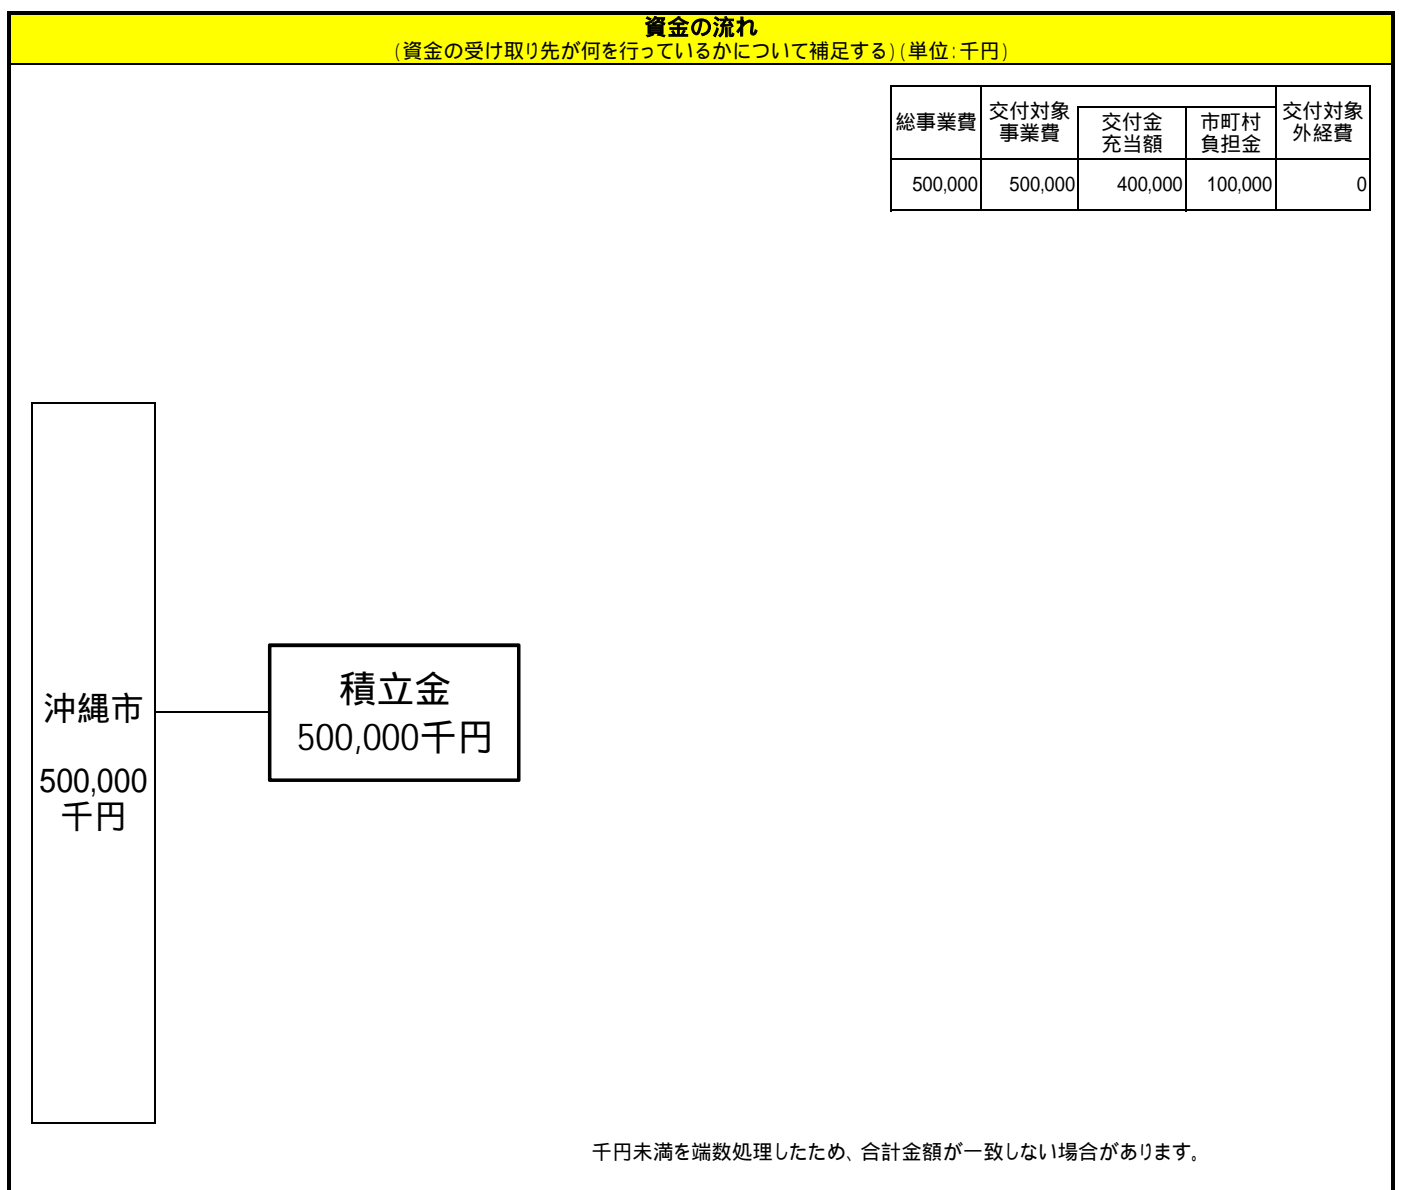 資金の流れ
(資金の受け取り先が何を行っているかについて補足する)(単位:千円)
総事業費 交付対象事業費 交付金充当額 市町村負担金 交付対象外経費
500,000 500,000 400,000 100,000 0
沖縄市
500,000
千円
積立金
500,000千円
千円未満を端数処理したため、合計金額が一致しない場合があります。